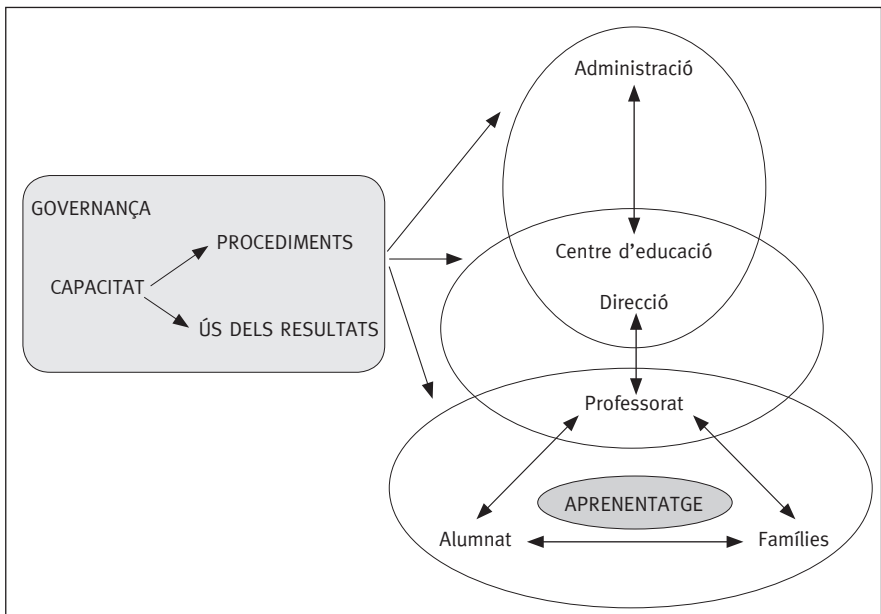 GOVERNANÇA
PROCEDIMENTS
CAPACITAT
ÚS DELS RESULTATS
Administració
Centre d'educació
Direcció
Professorat
APRENENTATGE
Alumnat
Famílies